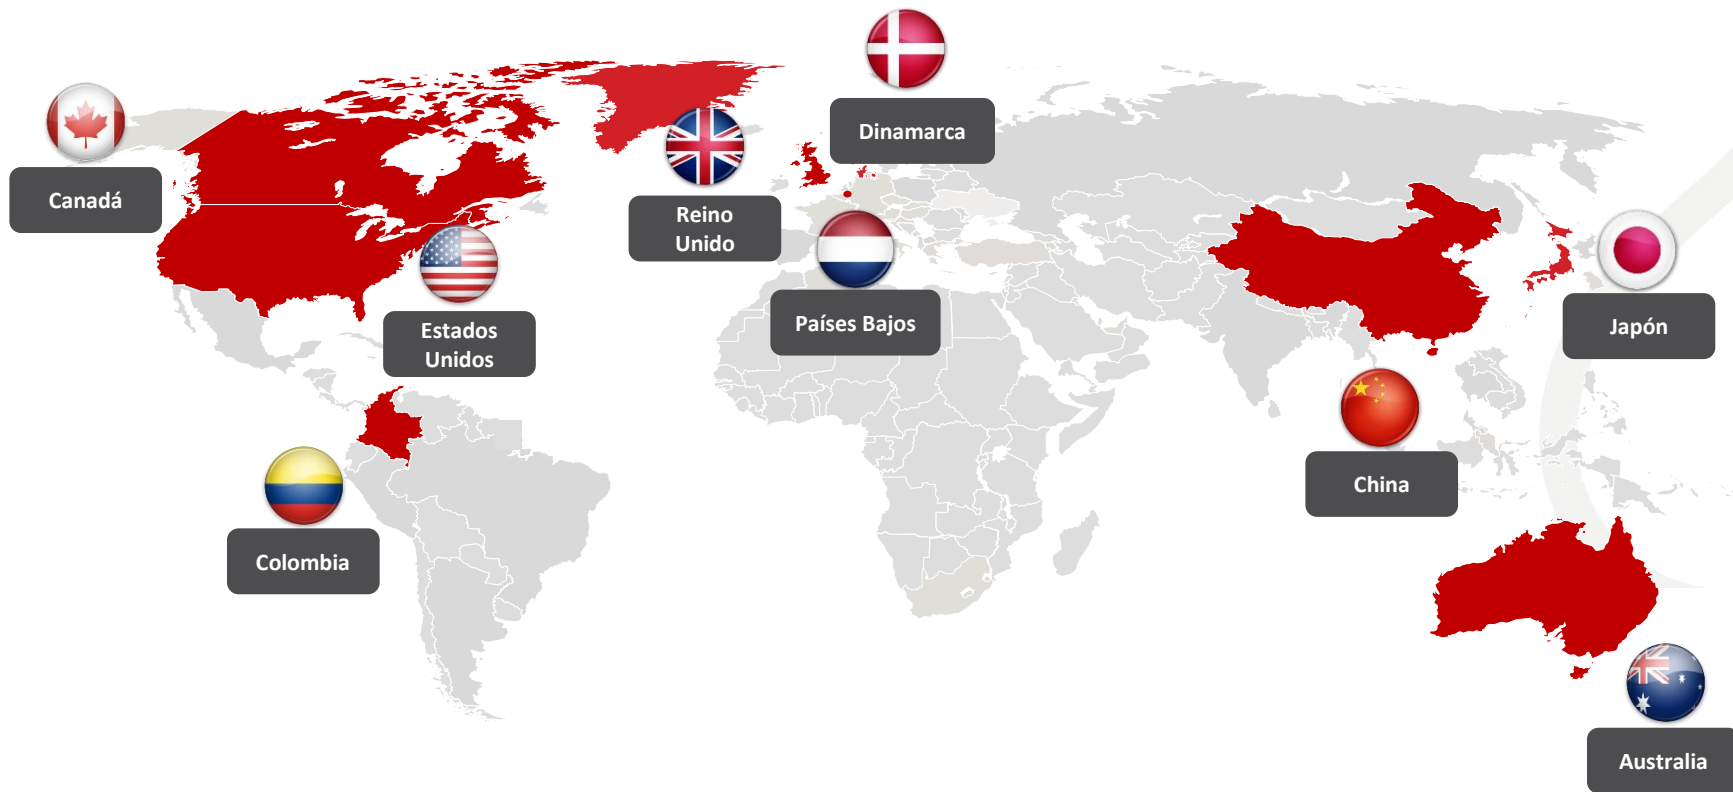 Dinamarca
Canadá
Reino
Unido
Estados
Unidos
Países Bajos
Japón
China
Colombia
Australia